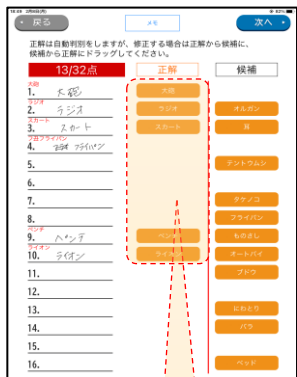 戻る
メモ
次へ
正解は自動判別をしますが、修正する場合は正解から候補に、
候補から正解にドラッグしてください。
13/32点 正解 候補
大砲
1. 大砲 大砲
ラジオ
2. ラジオ ラジオ オルガン
スカート
3. スカート スカート 耳
4. フライパン
5. テントウムシ
6.
7. タケノコ
8. フライパン
ペンチ
9. ペンチ ペンチ ものさし
ライオン
10. ライオン ライオン オートバイ
11. ブドウ
12.
13. にわとり
14. バラ
15.
16. ベッド